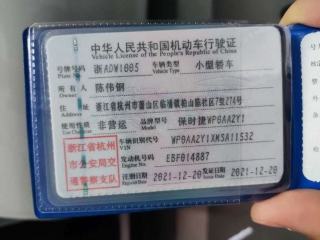 中华人民共和国机动车行驶证
Vehicle License of the People's Republic of China
号牌号码 浙ADW1005 车辆类型 小型轿车
Plate No. Vehicle Type
所有人 陈伟钢
Owner
住址 浙江省杭州市萧山区临浦镇柏山陈社区7组274号
Address
使用性质 非营运 品牌型号 保时捷WP0AA2Y1
Use Character Model
浙江省杭州
市公安局交
通警察支队
车辆识别代号 WP0AA2Y1XMSA11532
VIN
发动机号码 EBF014887
Engine No.
注册日期 2021-12-20 发证日期 2021-12-20
Register Date Issue Date